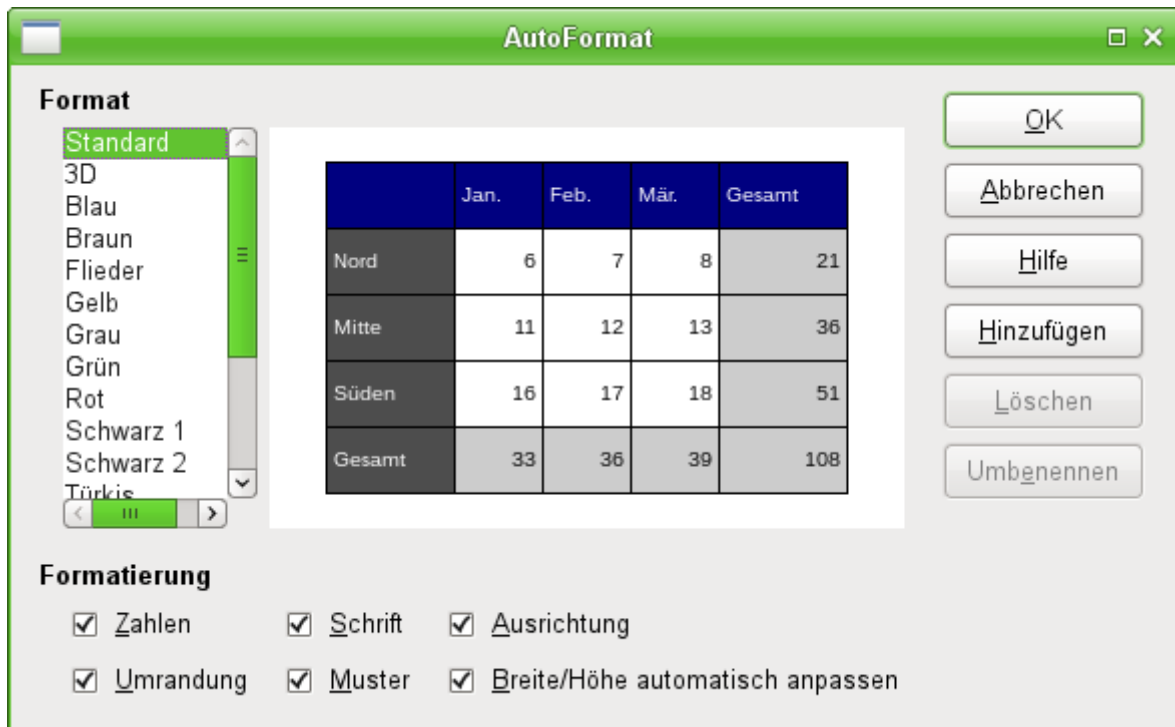 AutoFormat
Format
Standard
3D
Blau
Braun
Flieder
Gelb
Grau
Grün
Rot
Schwarz 1
Schwarz 2
Türkis
Jan. Feb. Mär. Gesamt
Nord 6 7 8 21
Mitte 11 12 13 36
Süden 16 17 18 51
Gesamt 33 36 39 108
OK
Abbrechen
Hilfe
Hinzufügen
Löschen
Umbenennen
Formatierung
Zahlen Schrift Ausrichtung
Umrandung Muster Breite/Höhe automatisch anpassen